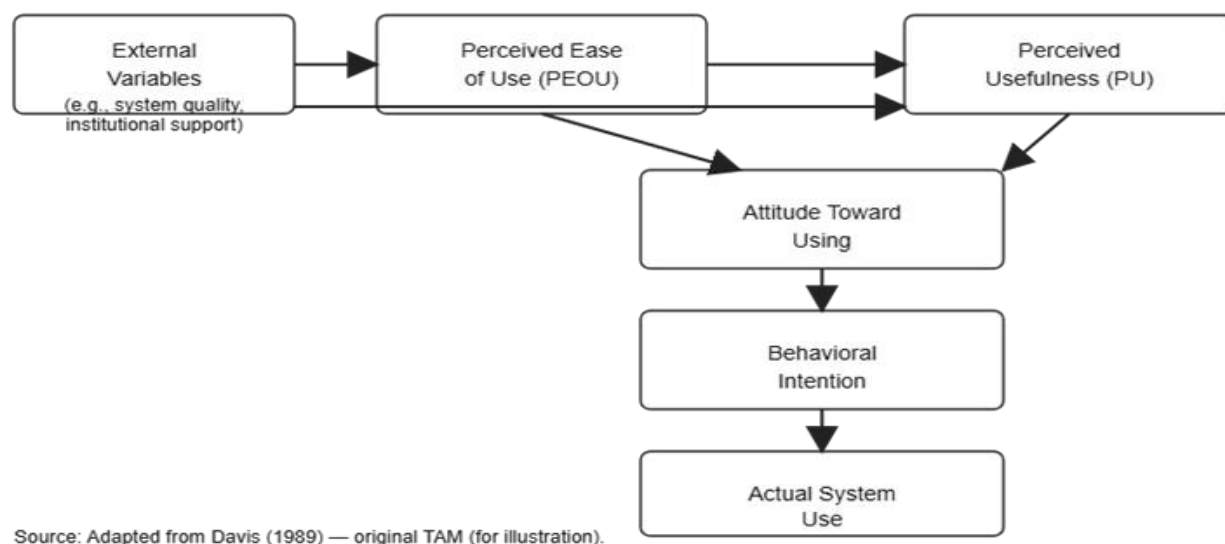 External
Variables
(e.g., system quality,
institutional support)
Perceived Ease
of Use (PEOU)
Perceived
Usefulness (PU)
Attitude Toward
Using
Behavioral
Intention
Actual System
Use
Source: Adapted from Davis (1989) — original TAM (for illustration).